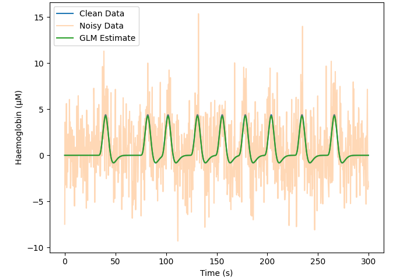 Clean Data
Noisy Data
GLM Estimate
15
10
5
0
−5
−10
Haemoglobin (μM)
0 50 100 150 200 250 300
Time (s)